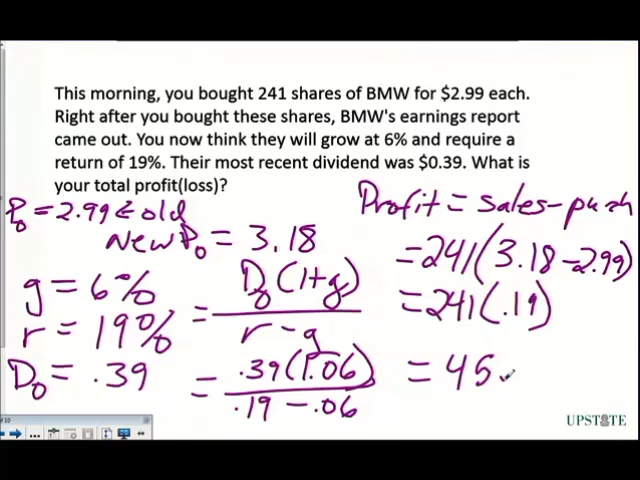 This morning, you bought 241 shares of BMW for $2.99 each.
Right after you bought these shares, BMW's earnings report
came out. You now think they will grow at 6% and require a
return of 19%. Their most recent dividend was $0.39. What is
your total profit(loss)?
P₀ = 2.99 ← old
New P₀ = 3.18
g = 6%
r = 19%
D₀ = .39
= D₀(1+g)
r - g
= .39(1.06)
.19 - .06
Profit = sales - purch
= 241(3.18 - 2.99)
= 241(.19)
= 45.
of 10
...
UPSTATE